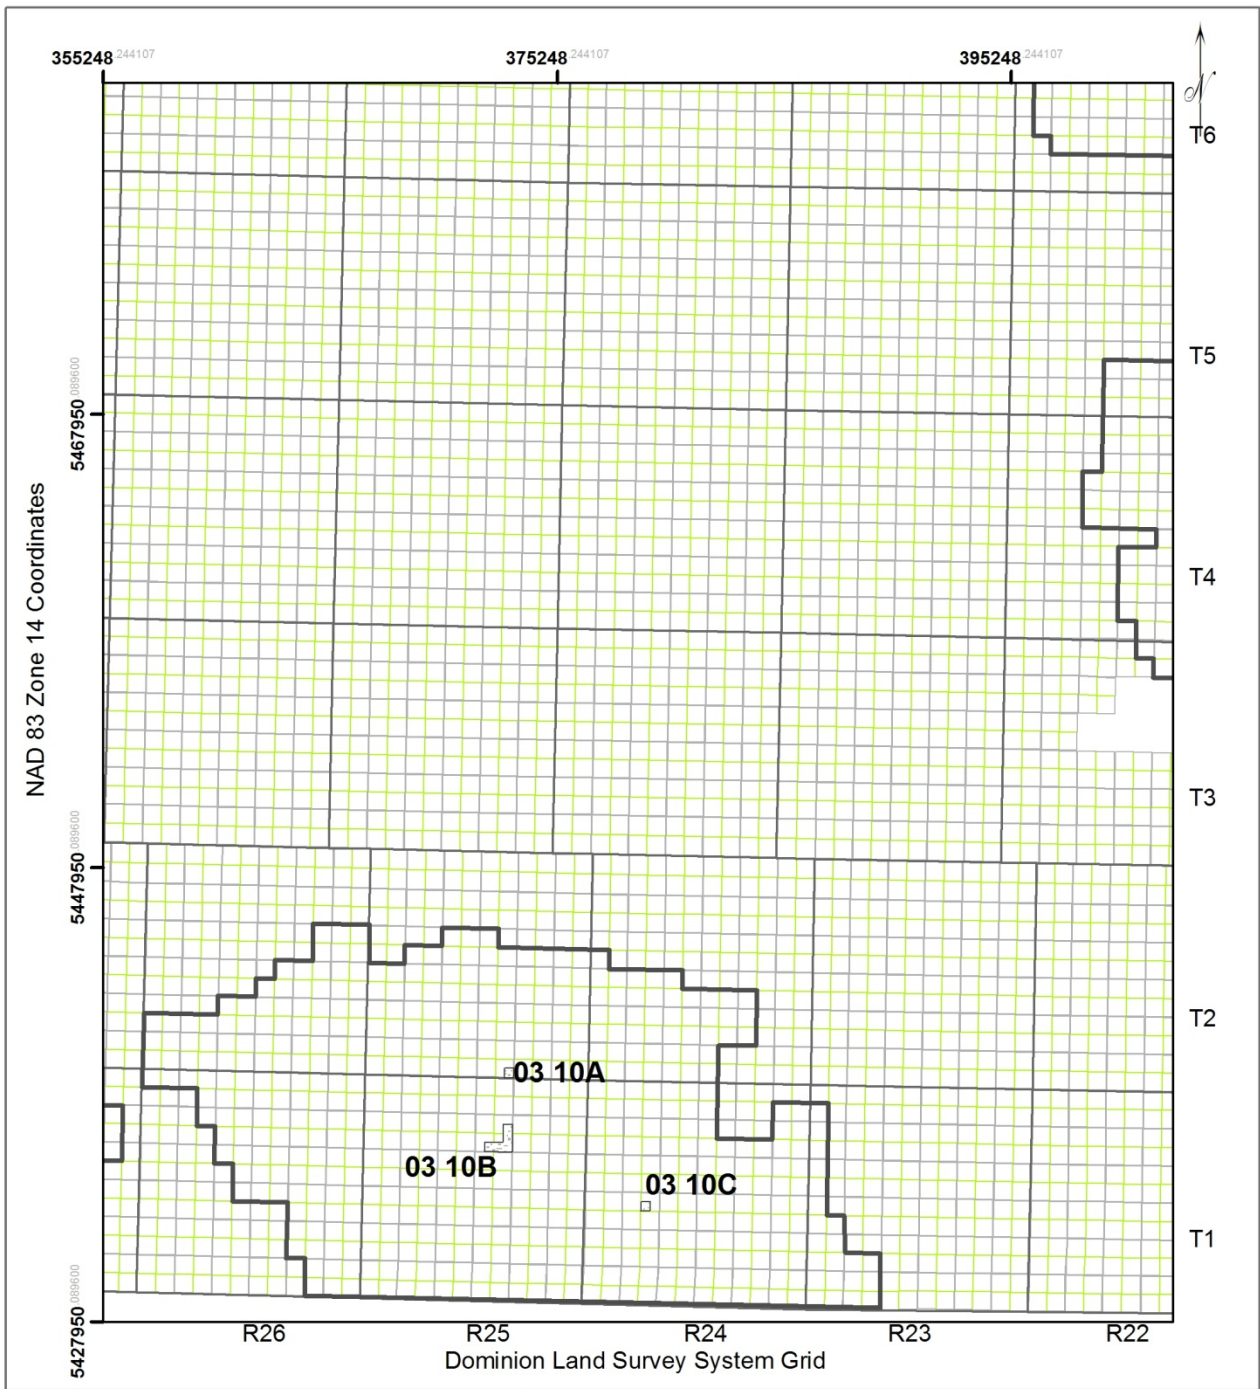 355248.244107 375248.244107 395248.244107
N
T6
T5
5467950.089600
T4
NAD 83 Zone 14 Coordinates
T3
5447950.089600
T2
03 10A
03 10B
03 10C
T1
5427950.089600
R26 R25 R24 R23 R22
Dominion Land Survey System Grid